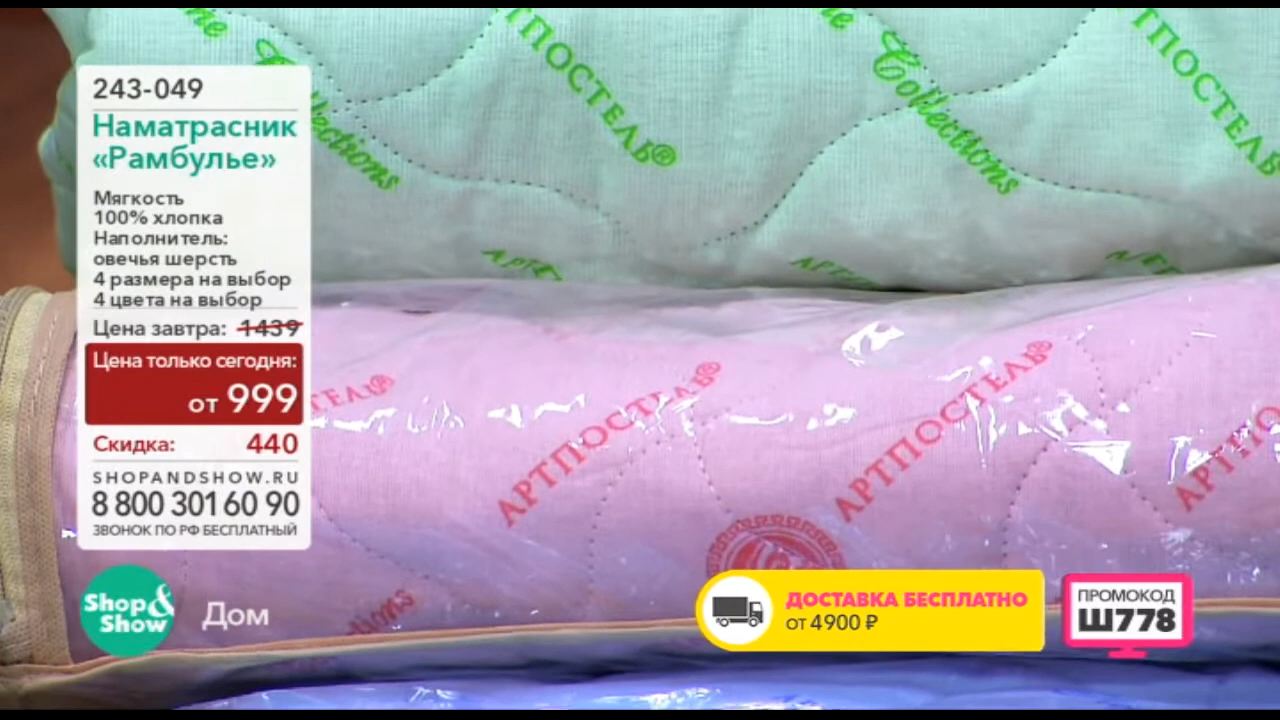 243-049
Наматрасник
«Рамбулье»
Мягкость
100% хлопка
Наполнитель:
овечья шерсть
4 размера на выбор
4 цвета на выбор
Цена завтра: 1439
Цена только сегодня:
от 999
Скидка: 440
SHOPANDSHOW.RU
8 800 301 60 90
ЗВОНОК ПО РФ БЕСПЛАТНЫЙ
Shop&
Show
Дом
ДОСТАВКА БЕСПЛАТНО
от 4900 ₽
ПРОМОКОД
Ш778
АРТПОСТЕЛЬ®
Collections
АРТПОСТЕЛЬ®
АРТПОСТЕЛЬ®